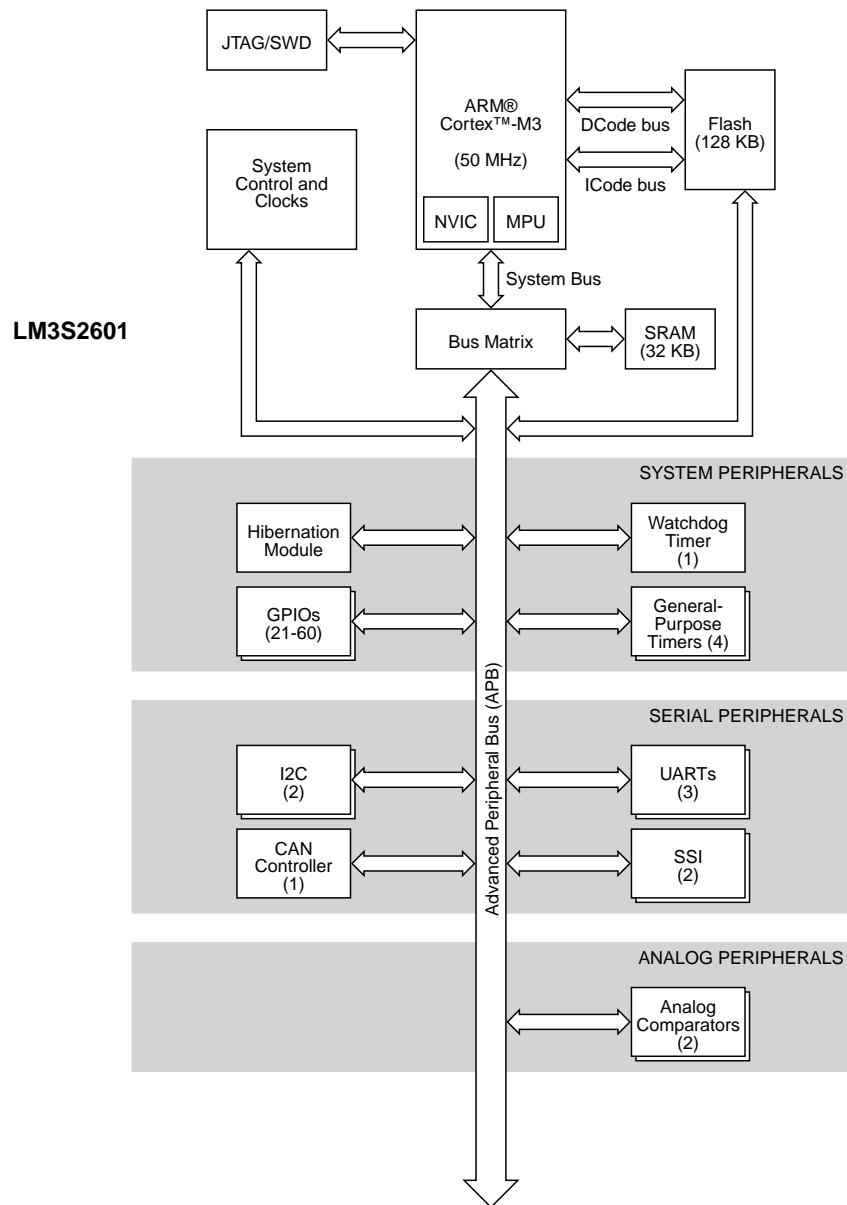 JTAG/SWD
ARM®
Cortex™-M3
(50 MHz)
NVIC
MPU
DCode bus
ICode bus
Flash
(128 KB)
System
Control and
Clocks
System Bus
LM3S2601
Bus Matrix
SRAM
(32 KB)
SYSTEM PERIPHERALS
Hibernation
Module
Watchdog
Timer
(1)
GPIOs
(21-60)
General-
Purpose
Timers (4)
Advanced Peripheral Bus (APB)
SERIAL PERIPHERALS
I2C
(2)
UARTs
(3)
CAN
Controller
(1)
SSI
(2)
ANALOG PERIPHERALS
Analog
Comparators
(2)